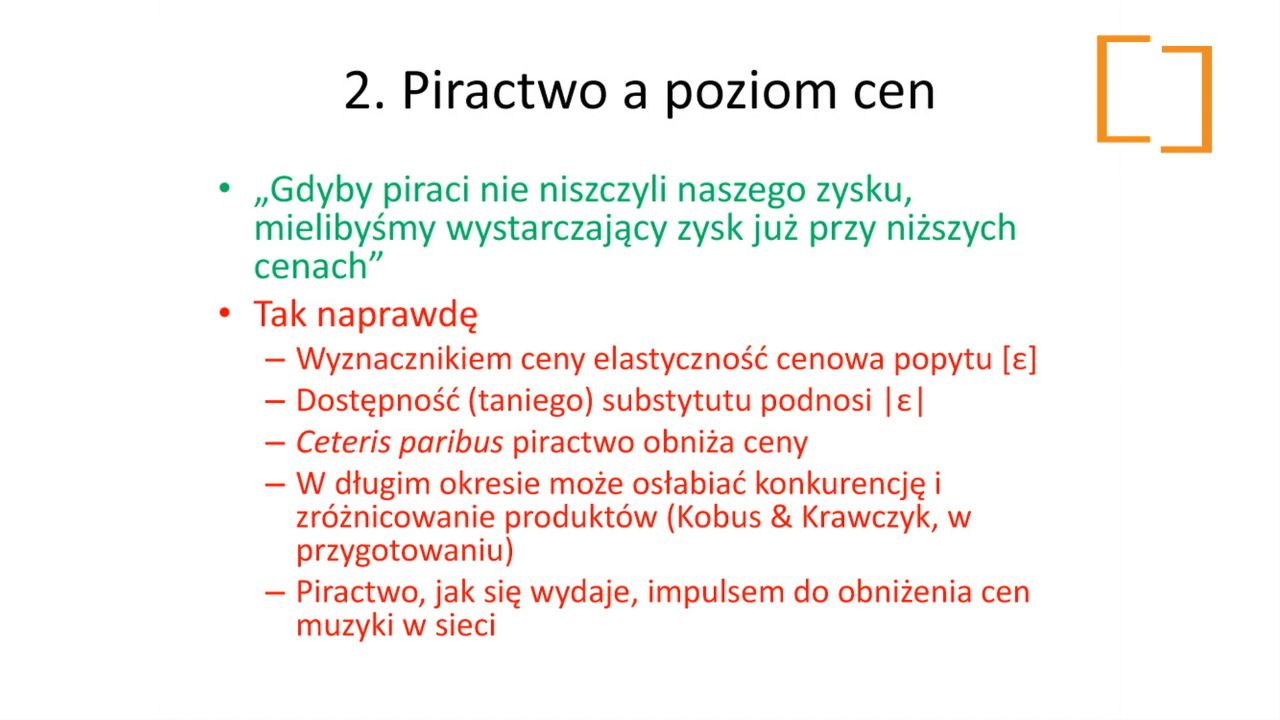 2. Piractwo a poziom cen
• „Gdyby piraci nie niszczyli naszego zysku,
mielibyśmy wystarczający zysk już przy niższych
cenach”
• Tak naprawdę
– Wyznacznikiem ceny elastyczność cenowa popytu [ε]
– Dostępność (taniego) substytutu podnosi |ε|
– Ceteris paribus piractwo obniża ceny
– W długim okresie może osłabiać konkurencję i
zróżnicowanie produktów (Kobus & Krawczyk, w
przygotowaniu)
– Piractwo, jak się wydaje, impulsem do obniżenia cen
muzyki w sieci